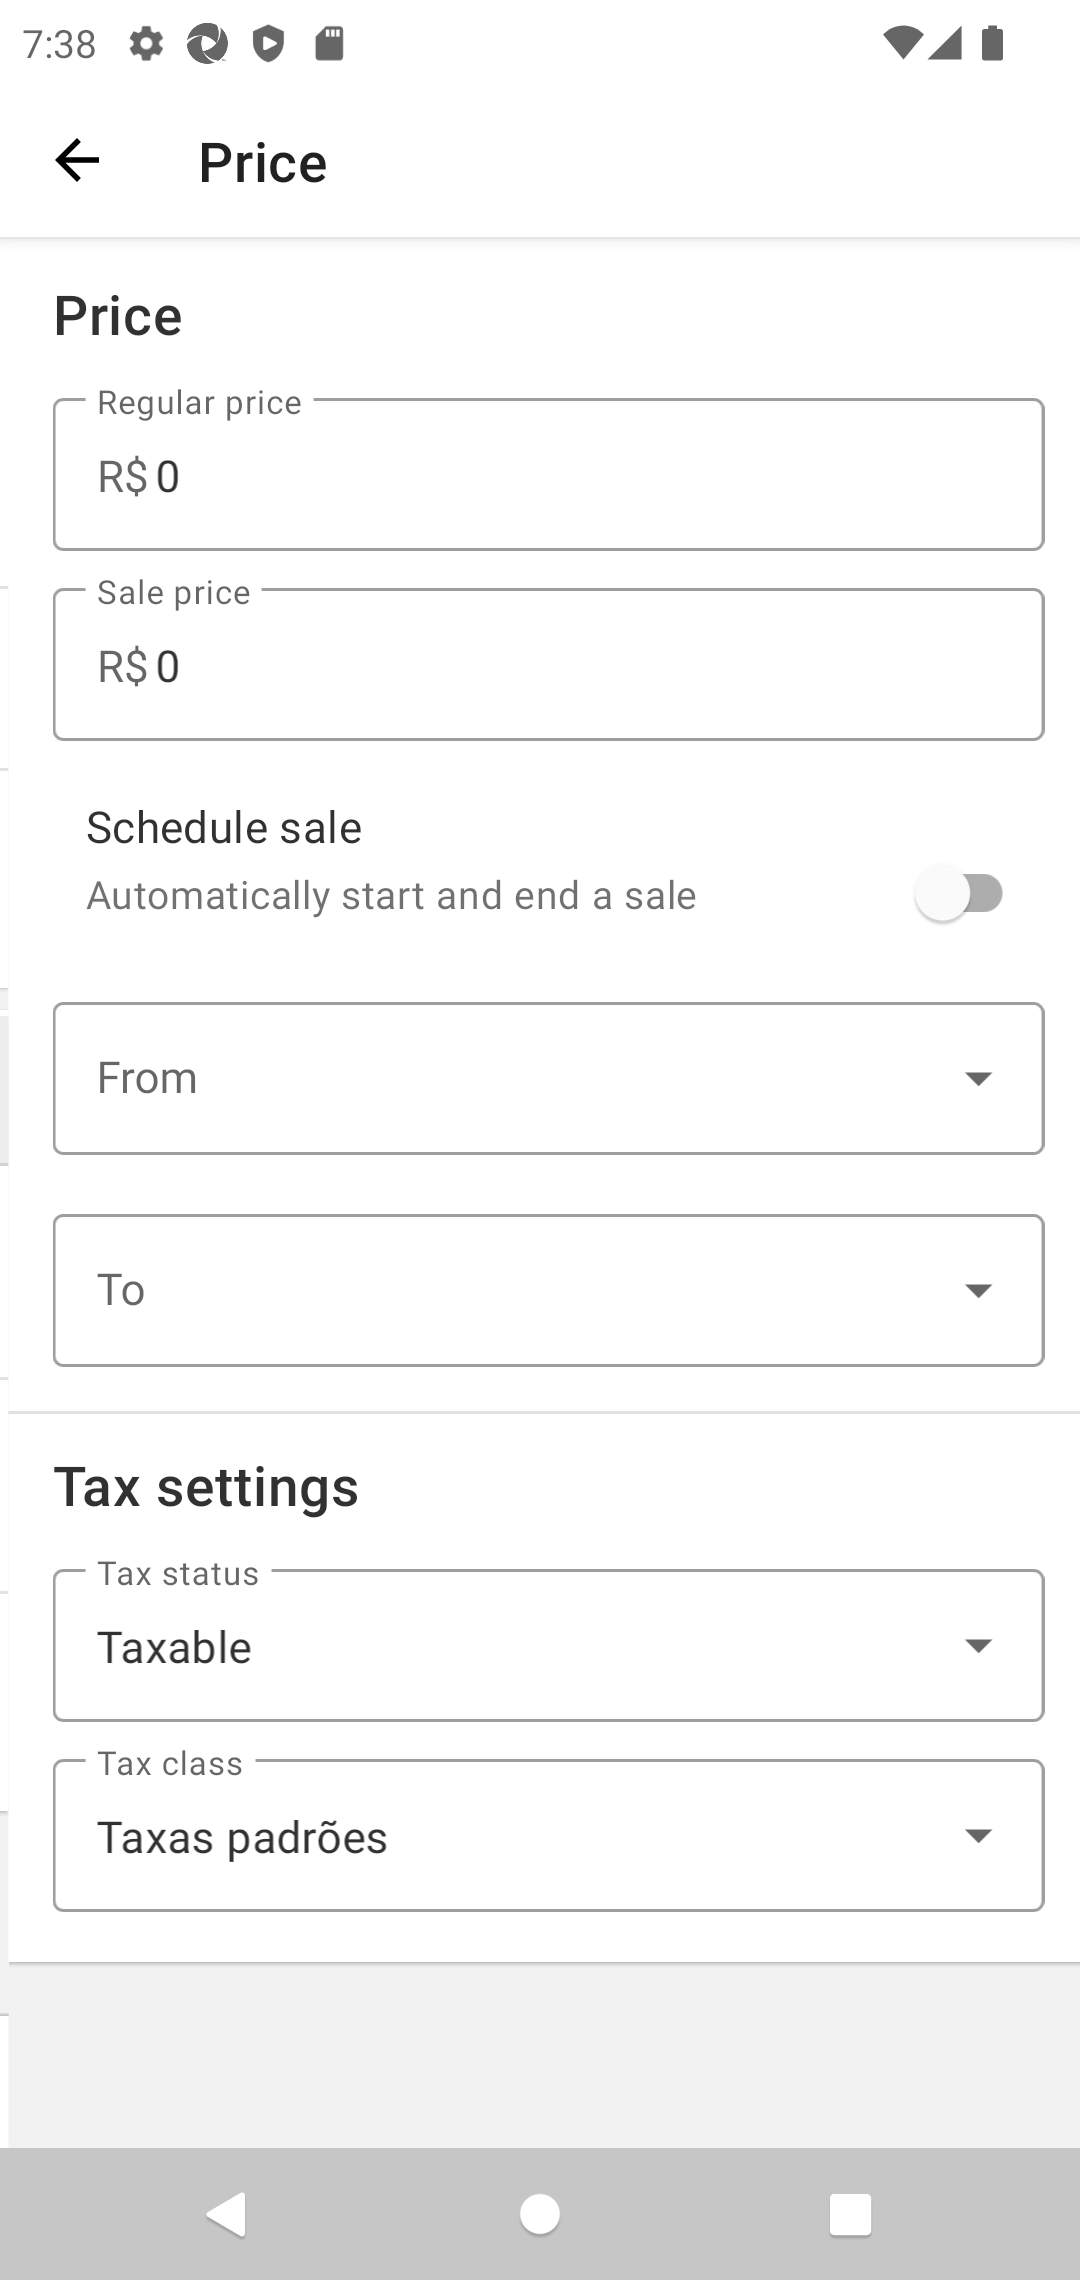 7:38
Price
Price
Regular price
R$ 0
Sale price
R$ 0
Schedule sale
Automatically start and end a sale
From
To
Tax settings
Tax status
Taxable
Tax class
Taxas padrões